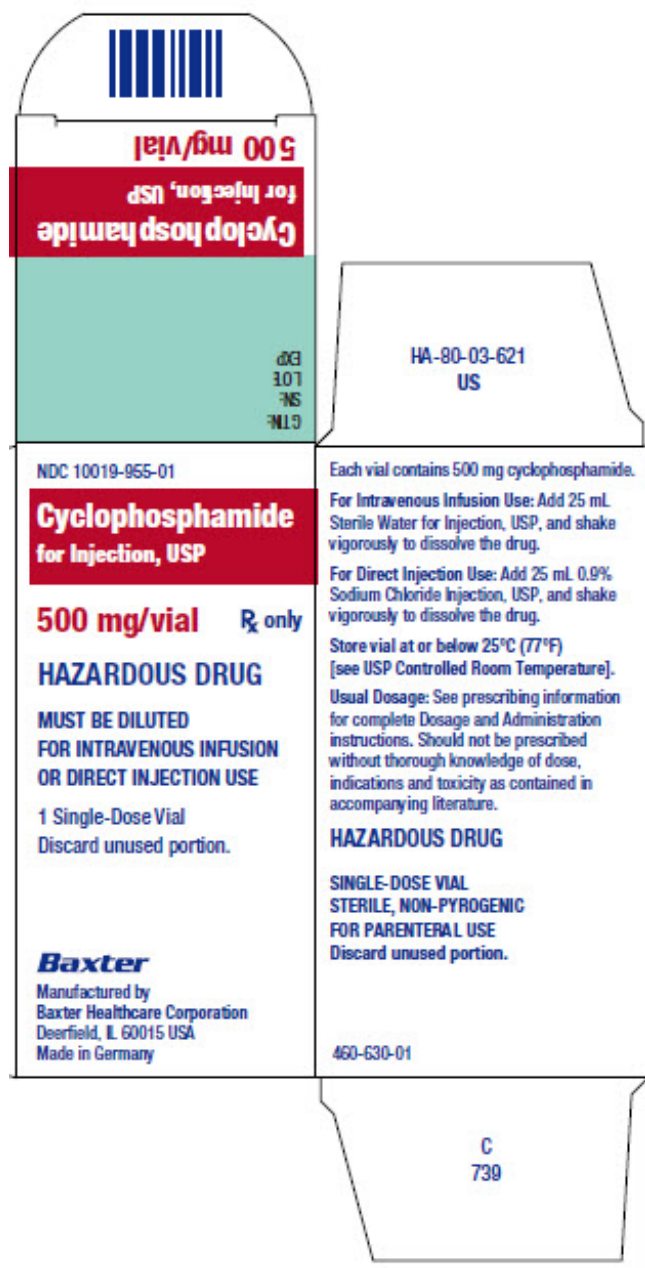 500 mg/vial
for Injection, USP
Cyclophosphamide
EXP:
LOT:
SN:
GTIN:
HA-80-03-621
US
NDC 10019-955-01
Cyclophosphamide
for Injection, USP
500 mg/vial
Rx only
HAZARDOUS DRUG
MUST BE DILUTED
FOR INTRAVENOUS INFUSION
OR DIRECT INJECTION USE
1 Single-Dose Vial
Discard unused portion.
Baxter
Manufactured by
Baxter Healthcare Corporation
Deerfield, IL 60015 USA
Made in Germany
Each vial contains 500 mg cyclophosphamide.
For Intravenous Infusion Use: Add 25 mL
Sterile Water for Injection, USP, and shake
vigorously to dissolve the drug.
For Direct Injection Use: Add 25 mL 0.9%
Sodium Chloride Injection, USP, and shake
vigorously to dissolve the drug.
Store vial at or below 25°C (77°F)
[see USP Controlled Room Temperature].
Usual Dosage: See prescribing information
for complete Dosage and Administration
instructions. Should not be prescribed
without thorough knowledge of dose,
indications and toxicity as contained in
accompanying literature.
HAZARDOUS DRUG
SINGLE-DOSE VIAL
STERILE, NON-PYROGENIC
FOR PARENTERAL USE
Discard unused portion.
460-630-01
C
739